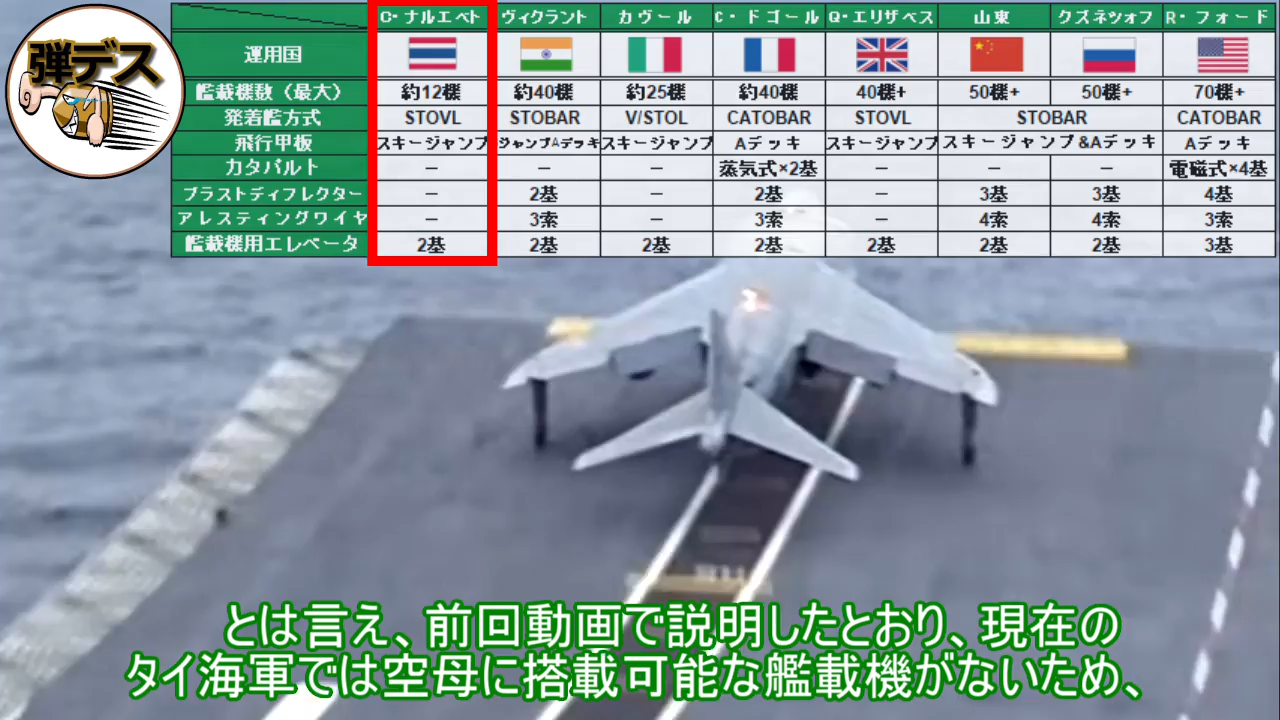 弾デス
C・ナルエベト ヴィクラント カヴール C・ドゴール Q・エリザベス 山東 クズネツォフ R・フォード
運用国
艦載機数（最大） 約12機 約40機 約25機 約40機 40機+ 50機+ 50機+ 70機+
発着艦方式 STOVL STOBAR V/STOL CATOBAR STOVL STOBAR CATOBAR
飛行甲板 スキージャンプ ジャンプAデッキ スキージャンプ Aデッキ スキージャンプ スキージャンプ&Aデッキ Aデッキ
カタパルト － － － 蒸気式×2基 － － － 電磁式×4基
ブラストディフレクター － 2基 － 2基 － 3基 3基 4基
アレスティングワイヤ － 3索 － 3索 － 4索 4索 3索
艦載機用エレベータ 2基 2基 2基 2基 2基 2基 2基 3基
とは言え、前回動画で説明したとおり、現在の
タイ海軍では空母に搭載可能な艦載機がないため、